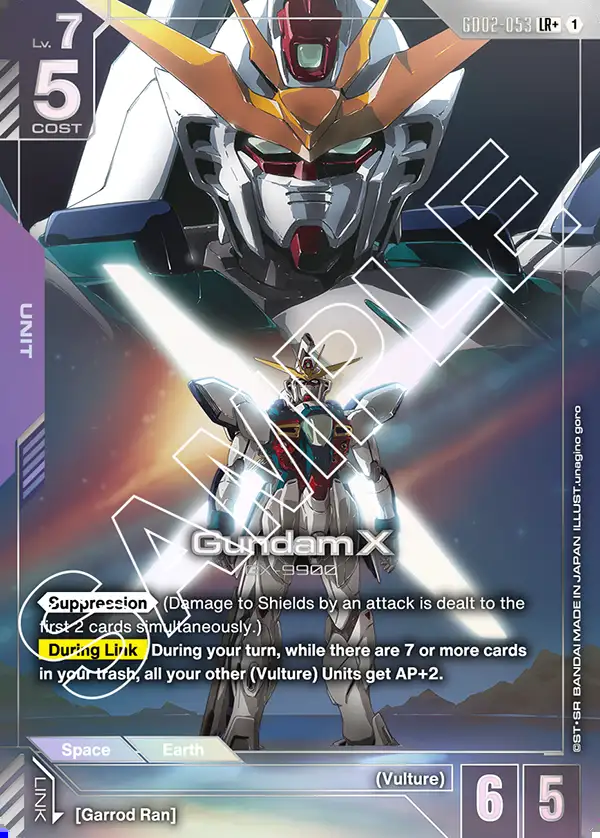 Lv. 7
5
COST
GD02-053 LR+ 1
UNIT
SAMPLE
Gundam X
GX-9900
Suppression (Damage to Shields by an attack is dealt to the
first 2 cards simultaneously.)
During Link During your turn, while there are 7 or more cards
in your trash, all your other (Vulture) Units get AP+2.
Space Earth
(Vulture)
LINK
[Garrod Ran]
6 5
©ST・SR BANDAI MADE IN JAPAN ILLUST.unagino goro